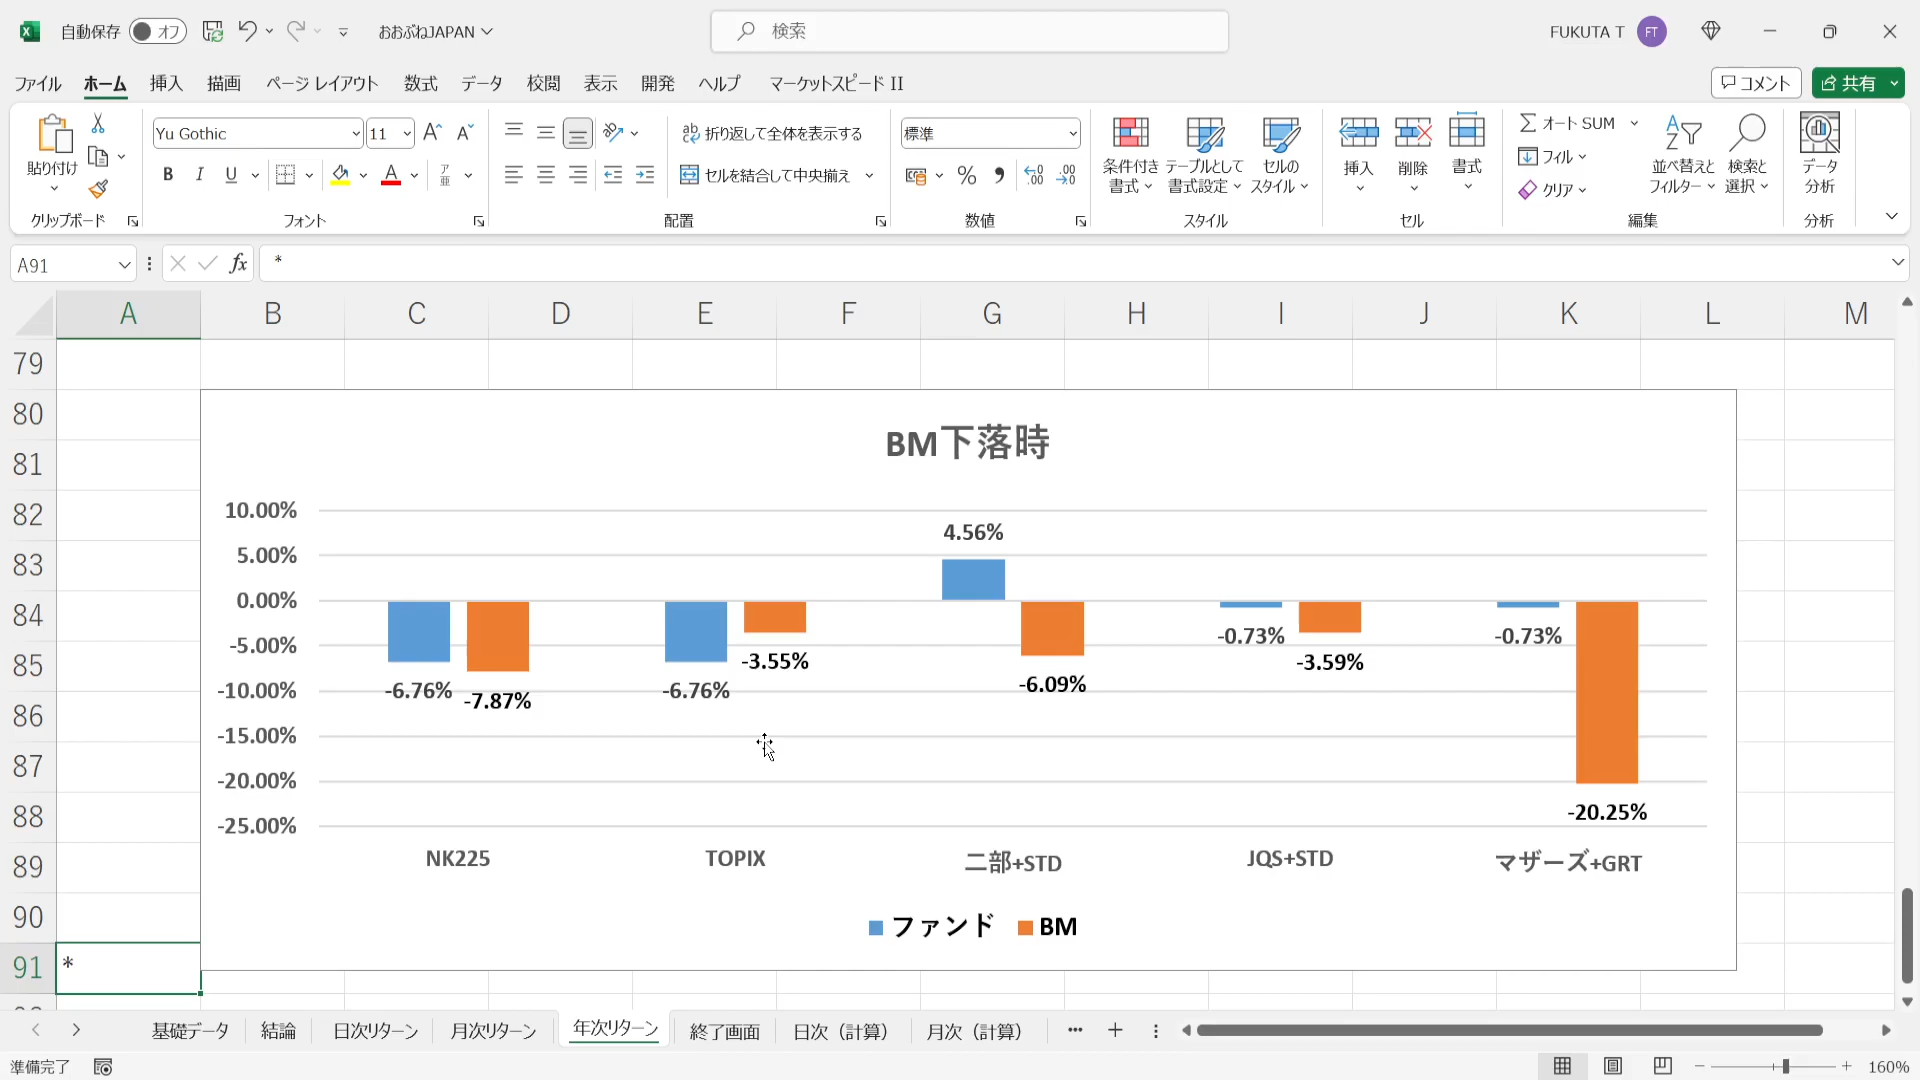 自動保存 オフ おおぶねJAPAN 検索 FUKUTA T FT
ファイル ホーム 挿入 描画 ページ レイアウト 数式 データ 校閲 表示 開発 ヘルプ マーケットスピード II コメント 共有
貼り付け Yu Gothic 11 折り返して全体を表示する 標準 条件付き書式 テーブルとして書式設定 セルのスタイル 挿入 削除 書式 オート SUM フィル クリア 並べ替えとフィルター 検索と選択 データ分析
B I U A セルを結合して中央揃え % 
クリップボード フォント 配置 数値 スタイル セル 編集 分析
A91 fx *
A B C D E F G H I J K L M
79
80
81
82
83
84
85
86
87
88
89
90
91 *
BM下落時
10.00%
5.00%
0.00%
-5.00%
-10.00%
-15.00%
-20.00%
-25.00%
-6.76% -7.87% -6.76% -3.55% 4.56% -6.09% -0.73% -3.59% -0.73% -20.25%
NK225 TOPIX 二部+STD JQS+STD マザーズ+GRT
ファンド BM
基礎データ 結論 日次リターン 月次リターン 年次リターン 終了画面 日次（計算） 月次（計算） ...
準備完了 160%